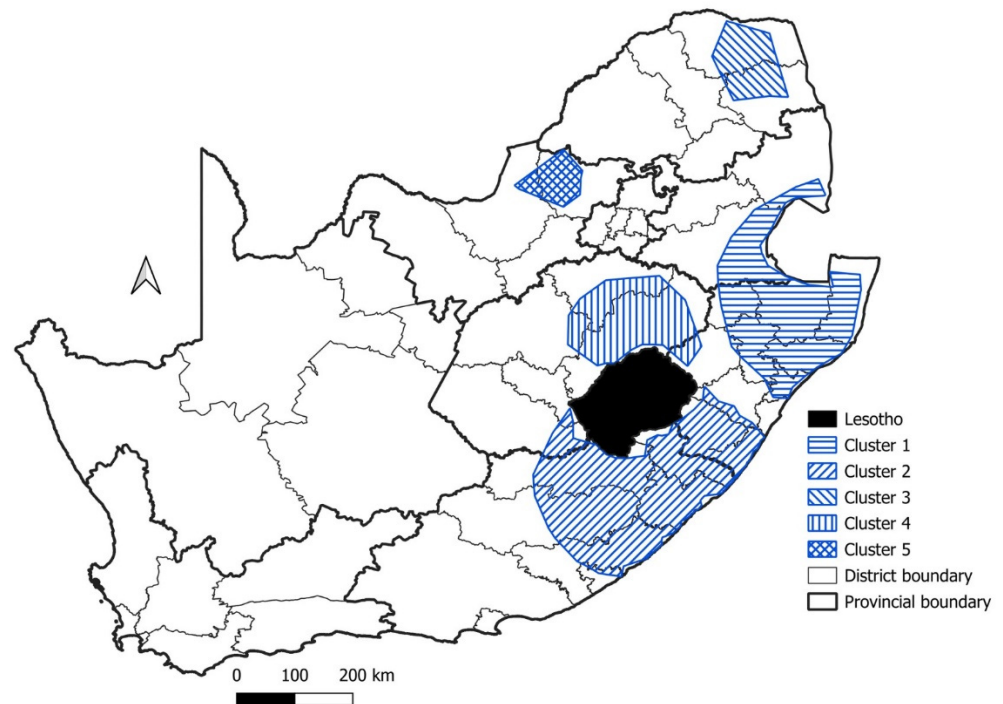 Lesotho
Cluster 1
Cluster 2
Cluster 3
Cluster 4
Cluster 5
District boundary
Provincial boundary
0 100 200 km